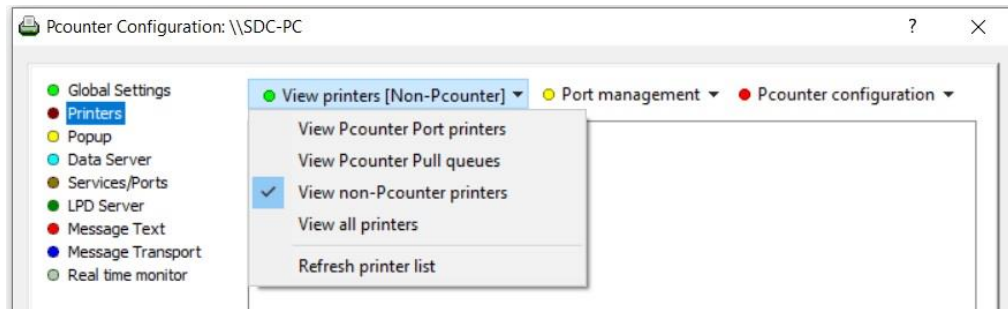 Pcounter Configuration: \\SDC-PC
?
Global Settings
Printers
Popup
Data Server
Services/Ports
LPD Server
Message Text
Message Transport
Real time monitor
View printers [Non-Pcounter]
Port management
Pcounter configuration
View Pcounter Port printers
View Pcounter Pull queues
View non-Pcounter printers
View all printers
Refresh printer list